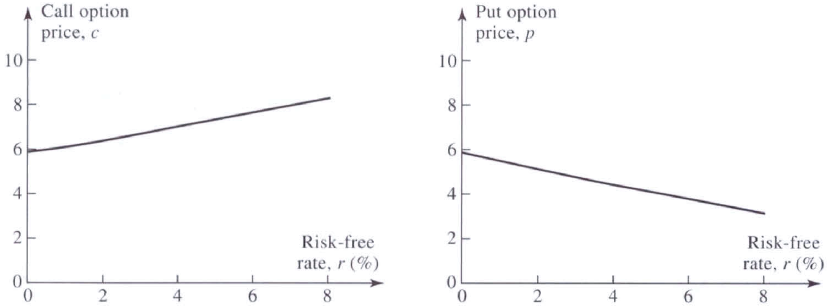 Call option
price, c
10
8
6
4
2
0
Risk-free
rate, r (%)
0 2 4 6 8
Put option
price, p
10
8
6
4
2
0
Risk-free
rate, r (%)
0 2 4 6 8